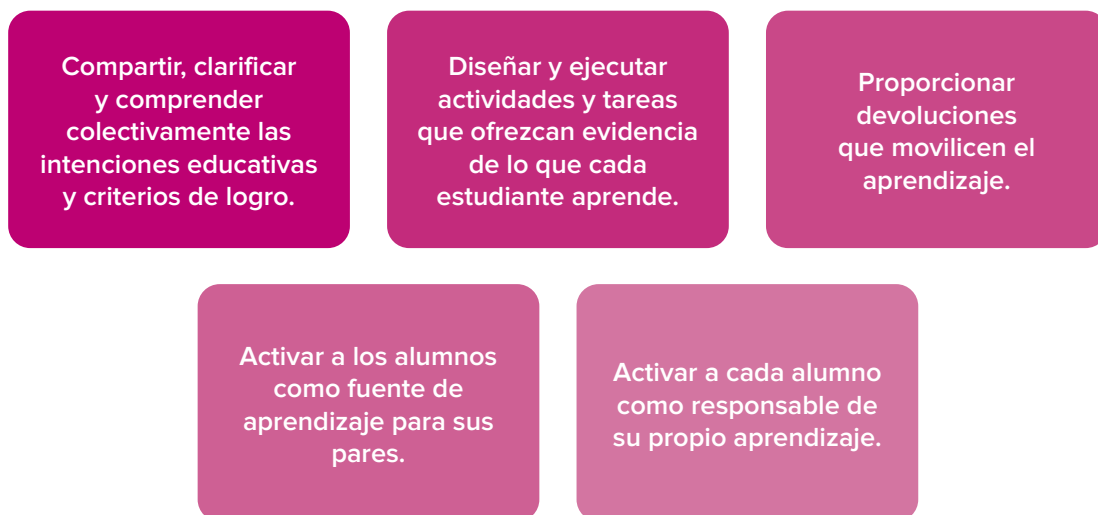 Compartir, clarificar
y comprender
colectivamente las
intenciones educativas
y criterios de logro.
Diseñar y ejecutar
actividades y tareas
que ofrezcan evidencia
de lo que cada
estudiante aprende.
Proporcionar
devoluciones
que movilicen el
aprendizaje.
Activar a los alumnos
como fuente de
aprendizaje para sus
pares.
Activar a cada alumno
como responsable de
su propio aprendizaje.